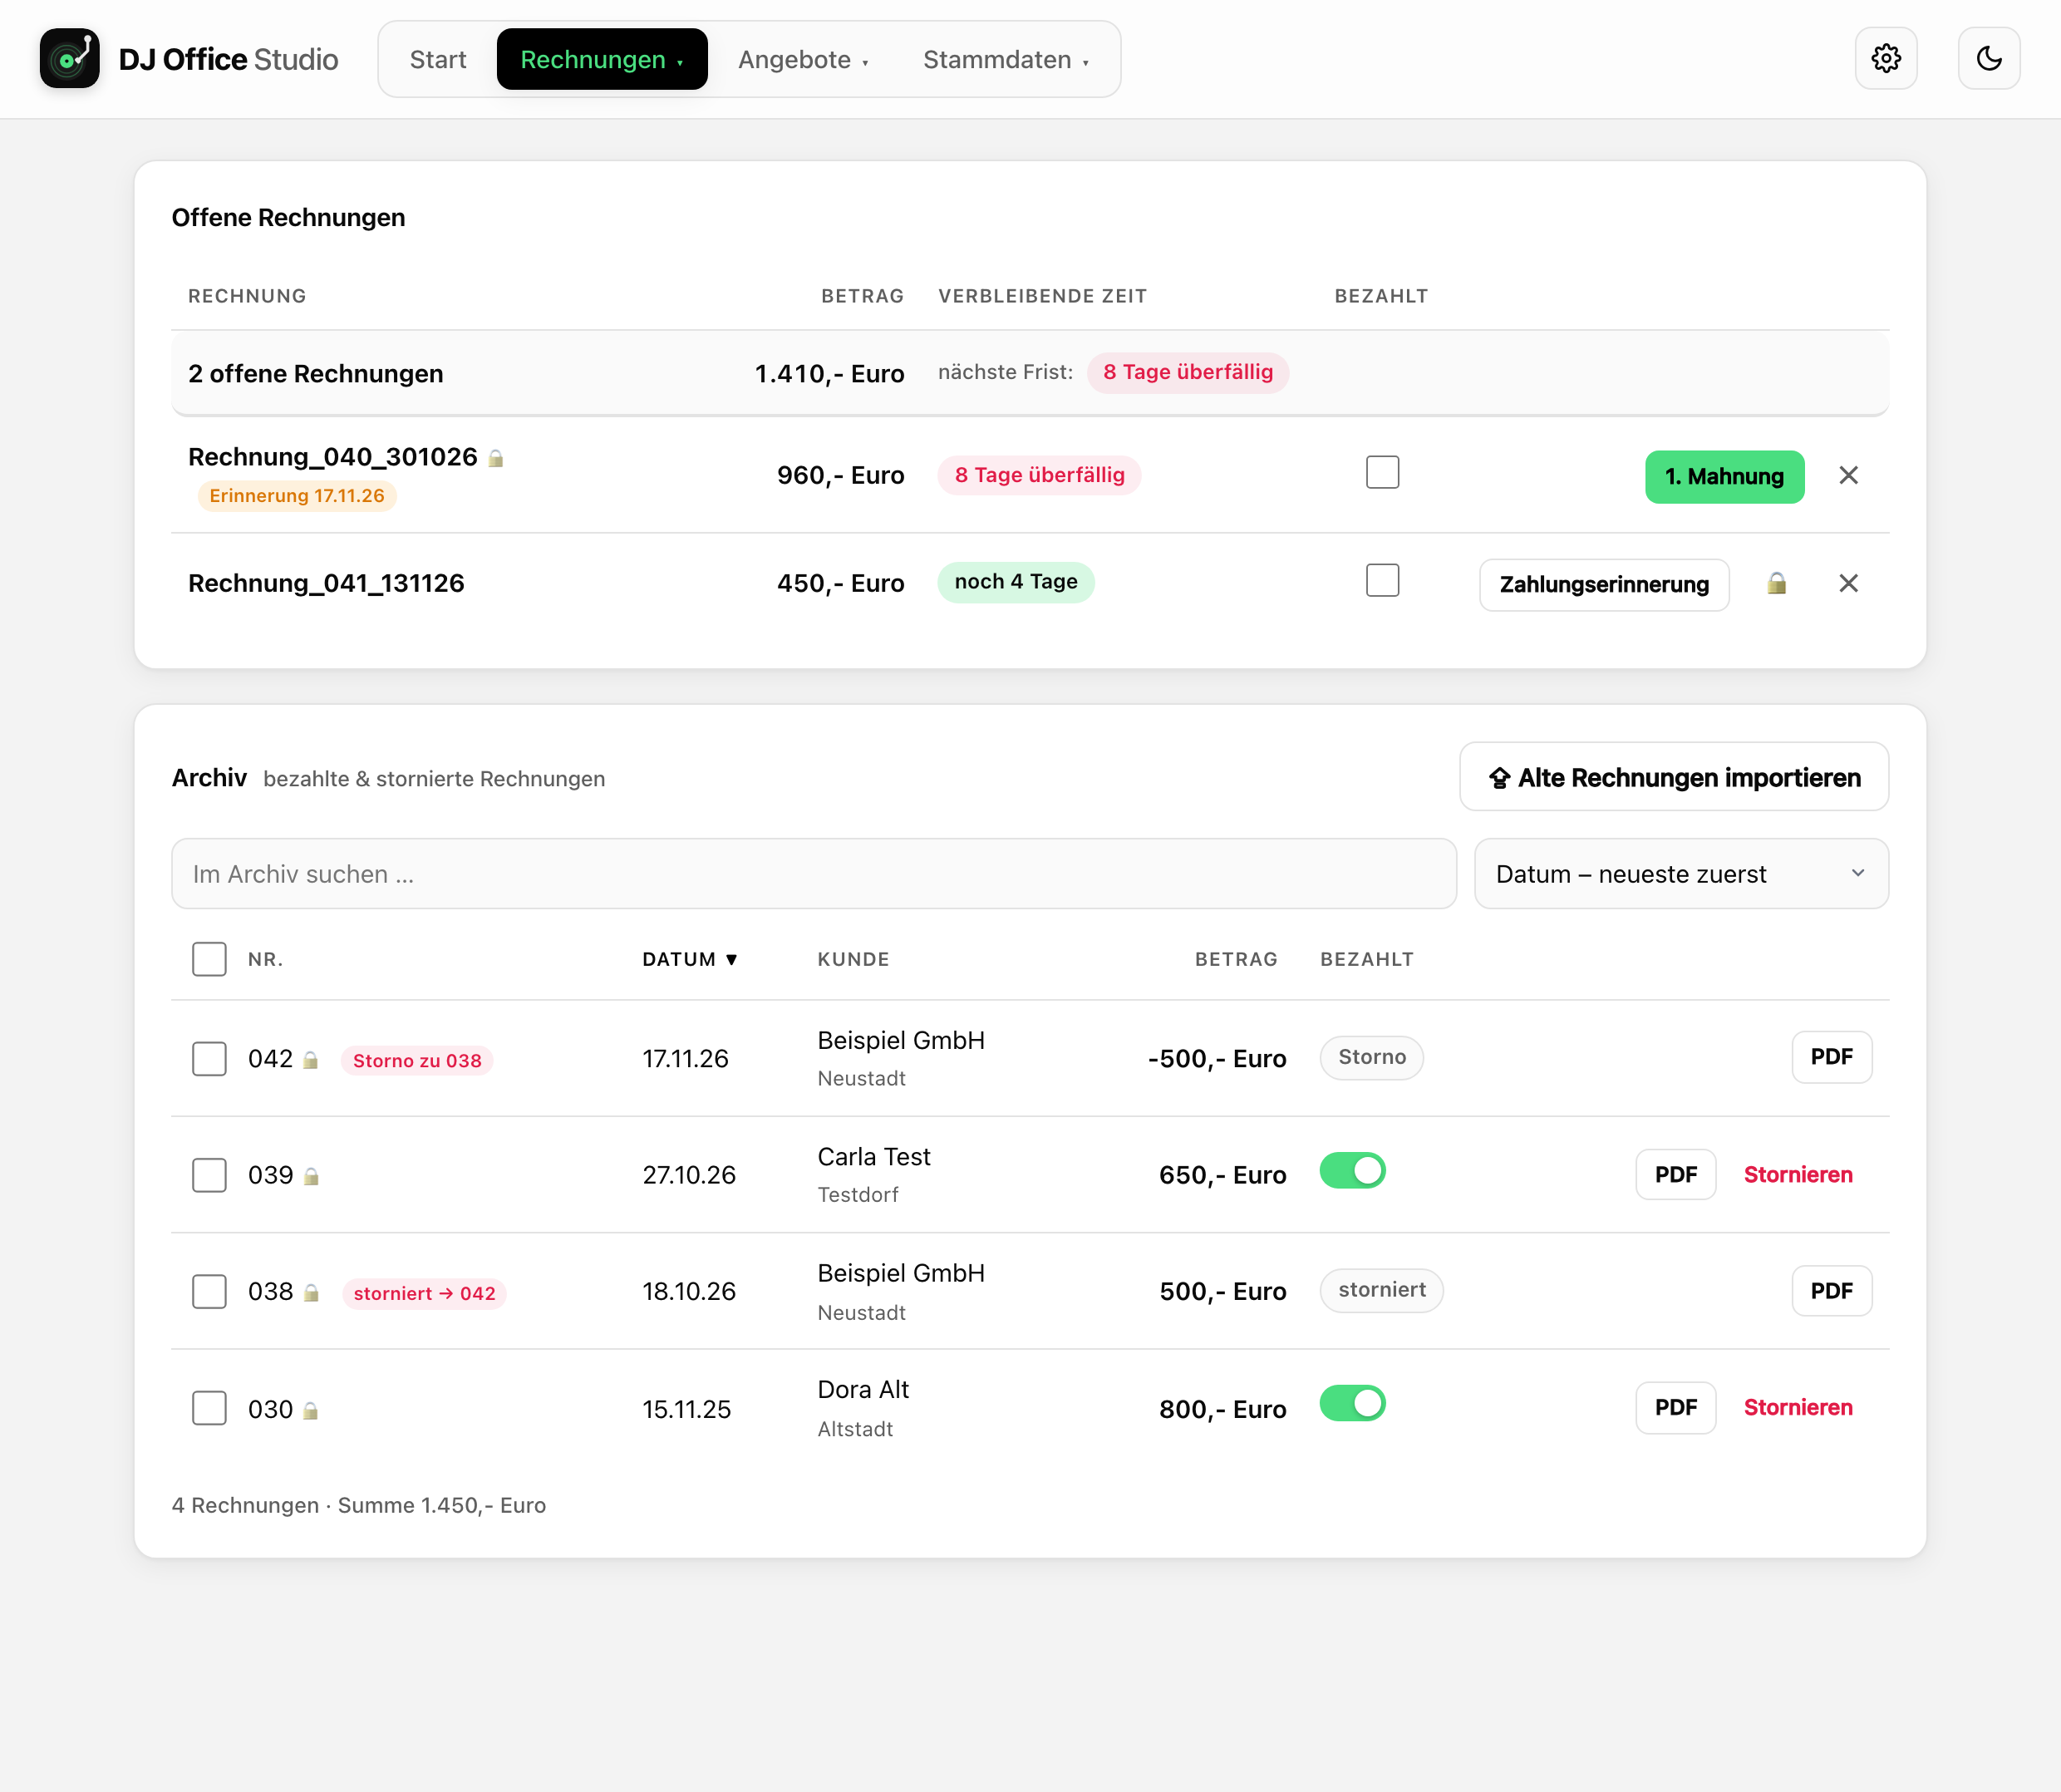 DJ Office Studio
Start
Rechnungen
Angebote
Stammdaten
Offene Rechnungen
RECHNUNG BETRAG VERBLEIBENDE ZEIT BEZAHLT
2 offene Rechnungen 1.410,- Euro nächste Frist: 8 Tage überfällig
Rechnung_040_301026 960,- Euro 8 Tage überfällig 1. Mahnung
Erinnerung 17.11.26
Rechnung_041_131126 450,- Euro noch 4 Tage Zahlungserinnerung
Archiv bezahlte & stornierte Rechnungen Alte Rechnungen importieren
Im Archiv suchen ... Datum – neueste zuerst
NR. DATUM ▼ KUNDE BETRAG BEZAHLT
042 Storno zu 038 17.11.26 Beispiel GmbH -500,- Euro Storno PDF
Neustadt
039 27.10.26 Carla Test 650,- Euro PDF Stornieren
Testdorf
038 storniert → 042 18.10.26 Beispiel GmbH 500,- Euro storniert PDF
Neustadt
030 15.11.25 Dora Alt 800,- Euro PDF Stornieren
Altstadt
4 Rechnungen · Summe 1.450,- Euro